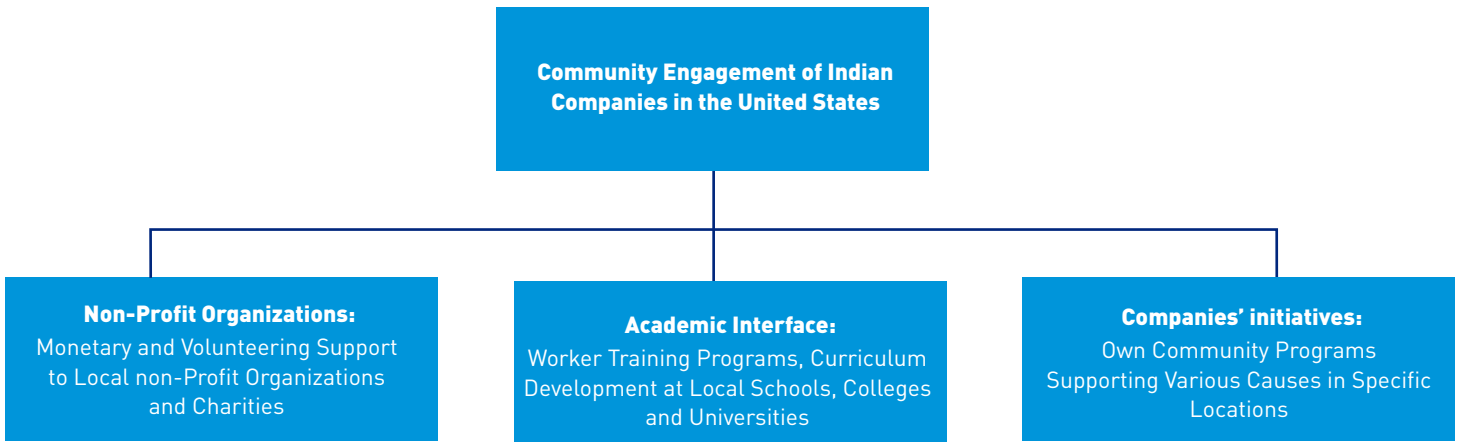 Community Engagement of Indian
Companies in the United States
Non-Profit Organizations:
Monetary and Volunteering Support
to Local non-Profit Organizations
and Charities
Academic Interface:
Worker Training Programs, Curriculum
Development at Local Schools, Colleges
and Universities
Companies’ initiatives:
Own Community Programs
Supporting Various Causes in Specific
Locations